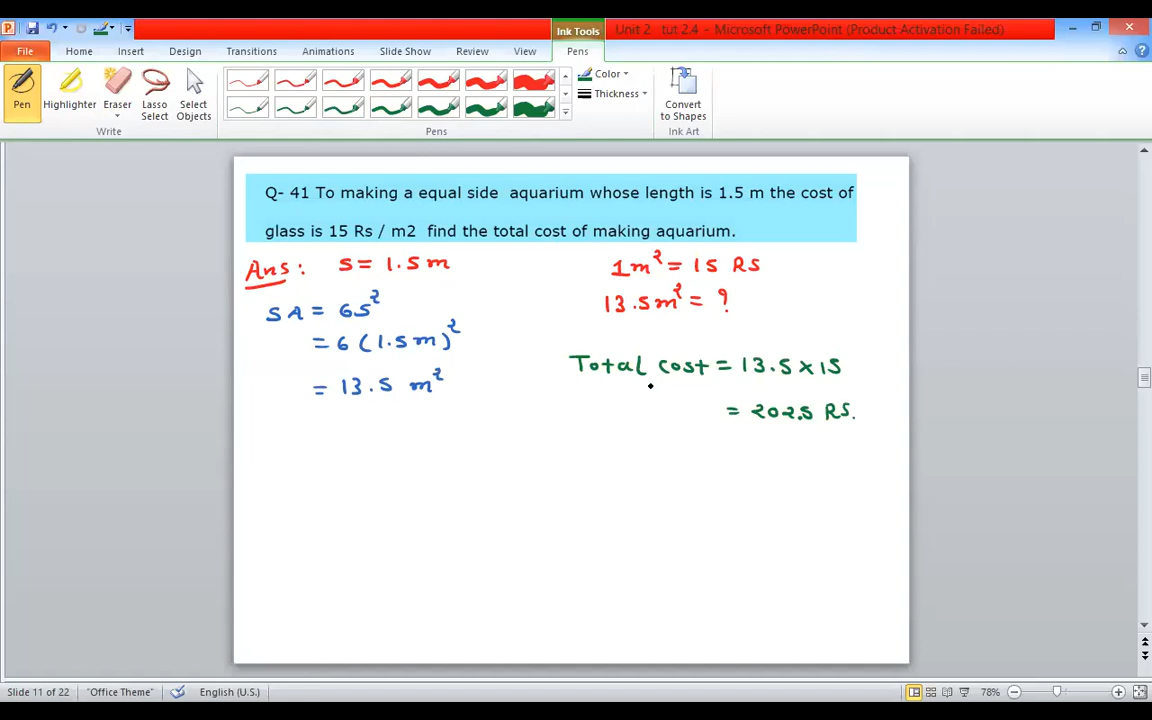 Ink Tools
Unit 2 tut 2.4 - Microsoft PowerPoint (Product Activation Failed)
File Home Insert Design Transitions Animations Slide Show Review View Pens
Pen Highlighter Eraser Lasso Select Select Objects
Color
Thickness
Convert to Shapes
Write Pens Ink Art
Q- 41 To making a equal side aquarium whose length is 1.5 m the cost of
glass is 15 Rs / m2 find the total cost of making aquarium.
Ans : S = 1.5 m
SA = 6S²
= 6 (1.5 m)²
= 13.5 m²
1m² = 15 RS
13.5m² = ?
Total cost = 13.5 × 15
= 202.5 RS.
Slide 11 of 22 "Office Theme" English (U.S.) 78%